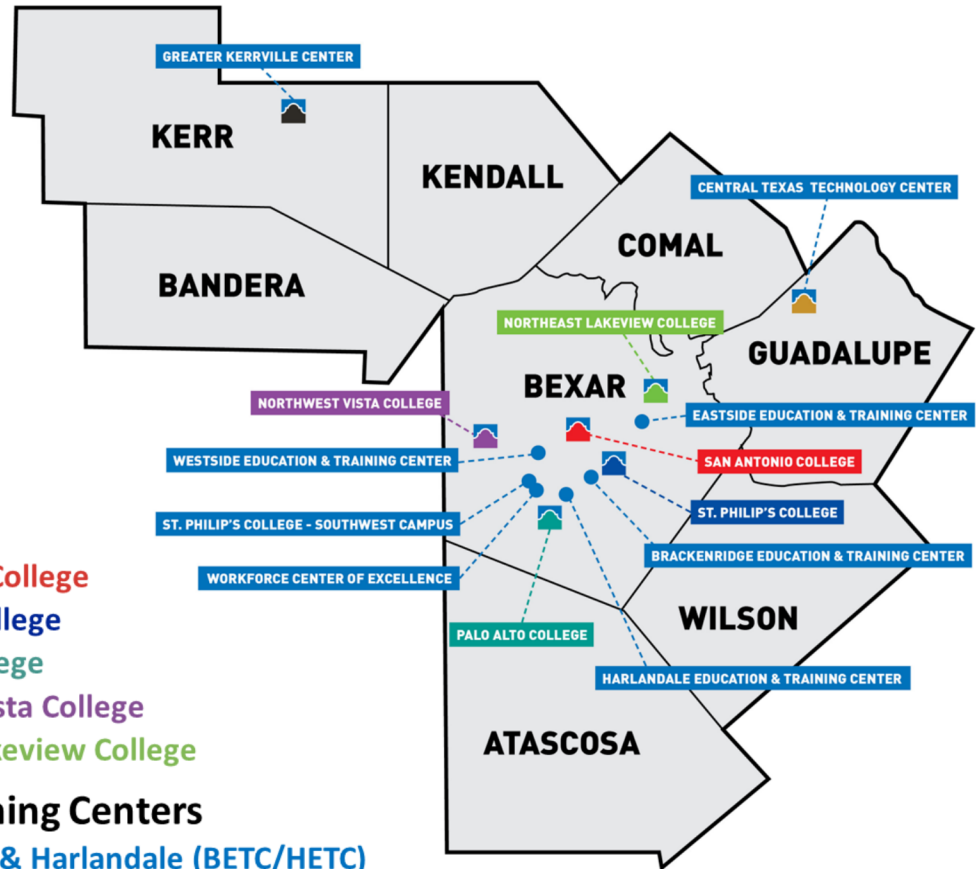 GREATER KERRVILLE CENTER
KERR
KENDALL
CENTRAL TEXAS TECHNOLOGY CENTER
COMAL
BANDERA
NORTHEAST LAKEVIEW COLLEGE
GUADALUPE
BEXAR
NORTHWEST VISTA COLLEGE
EASTSIDE EDUCATION & TRAINING CENTER
WESTSIDE EDUCATION & TRAINING CENTER
SAN ANTONIO COLLEGE
ST. PHILIP'S COLLEGE
ST. PHILIP'S COLLEGE - SOUTHWEST CAMPUS
BRACKENRIDGE EDUCATION & TRAINING CENTER
WORKFORCE CENTER OF EXCELLENCE
WILSON
PALO ALTO COLLEGE
HARLANDALE EDUCATION & TRAINING CENTER
ATASCOSA
College
llege
ege
sta College
keview College
ning Centers
& Harlandale (BETC/HETC)